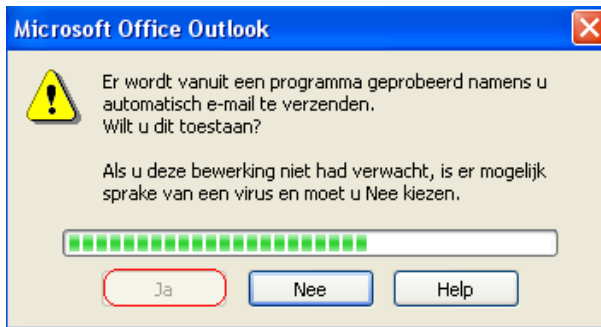 Microsoft Office Outlook
Er wordt vanuit een programma geprobeerd namens u
automatisch e-mail te verzenden.
Wilt u dit toestaan?
Als u deze bewerking niet had verwacht, is er mogelijk
sprake van een virus en moet u Nee kiezen.
Ja Nee Help